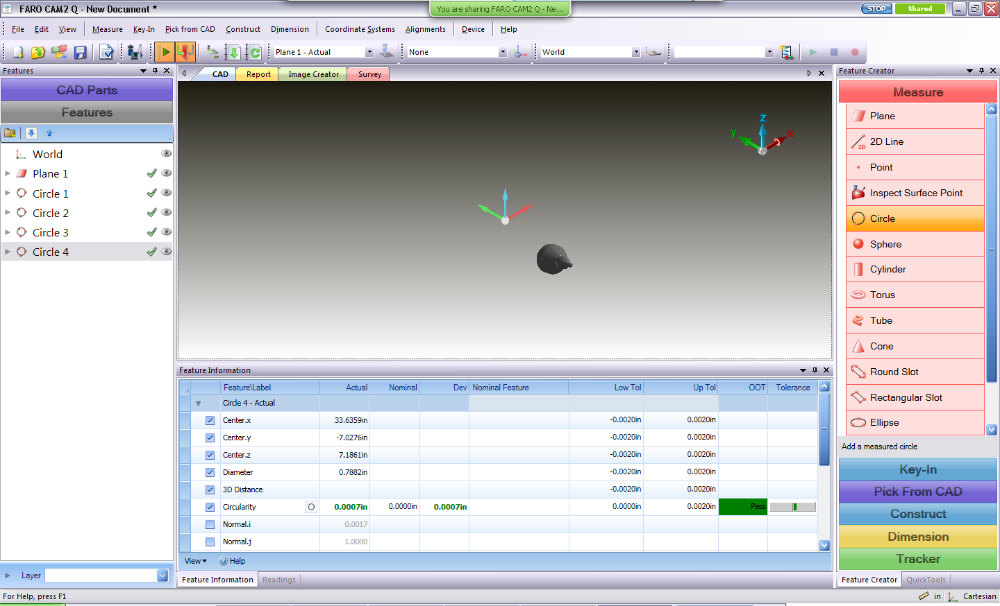 FARO CAM2 Q - New Document *
You are sharing FARO CAM2 Q - Ne...
STOP
Shared
File Edit View Measure Key-In Pick from CAD Construct Dimension Coordinate Systems Alignments Device Help
Plane 1 - Actual
None
World
Features
CAD Parts
Features
World
Plane 1
Circle 1
Circle 2
Circle 3
Circle 4
Layer
CAD Report Image Creator Survey
z
y
x
Feature Information
Feature\Label Actual Nominal Dev Nominal Feature Low Tol Up Tol OOT Tolerance
Circle 4 - Actual
Center.x 33.6359in -0.0020in 0.0020in
Center.y -7.0276in -0.0020in 0.0020in
Center.z 7.1861in -0.0020in 0.0020in
Diameter 0.7882in -0.0020in 0.0020in
3D Distance -0.0020in 0.0020in
Circularity 0.0007in 0.0000in 0.0007in 0.0000in 0.0020in Pass
Normal.i 0.0017
Normal.j 1.0000
View Help
Feature Information Readings
Feature Creator
Measure
Plane
2D Line
Point
Inspect Surface Point
Circle
Sphere
Cylinder
Torus
Tube
Cone
Round Slot
Rectangular Slot
Ellipse
Add a measured circle
Key-In
Pick From CAD
Construct
Dimension
Tracker
Feature Creator QuickTools
For Help, press F1
in Cartesian